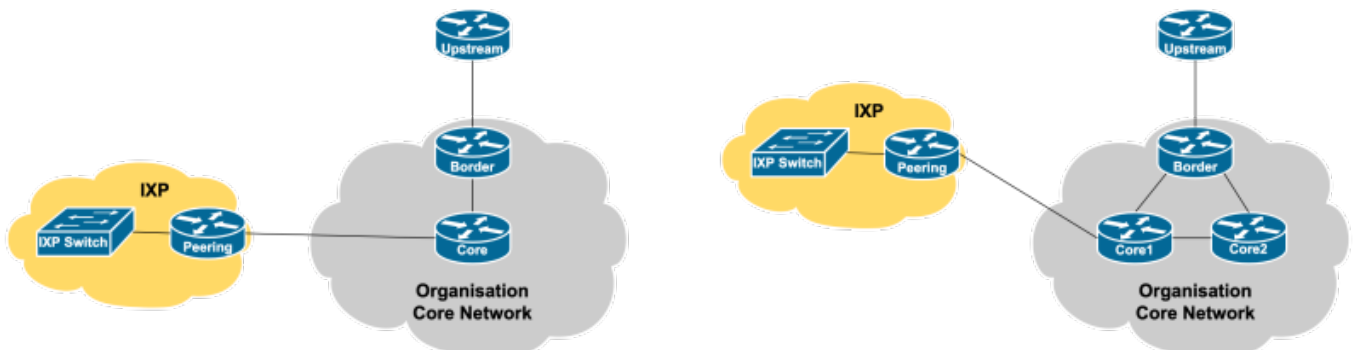 Upstream
Border
IXP
IXP Switch
Peering
Core
Organisation
Core Network
Upstream
IXP
IXP Switch
Peering
Border
Core1
Core2
Organisation
Core Network